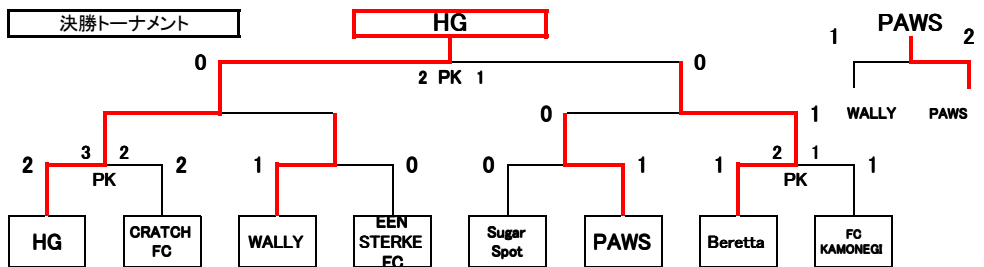 決勝トーナメント
HG
PAWS
1 2
0 0
2 PK 1
WALLY PAWS
0 1
3 2
2 1
2 2 1 0 0 1 1 1
PK PK
HG
CRATCH
FC
WALLY
EEN
STERKE
FC
Sugar
Spot
PAWS
Beretta
FC
KAMONEGI